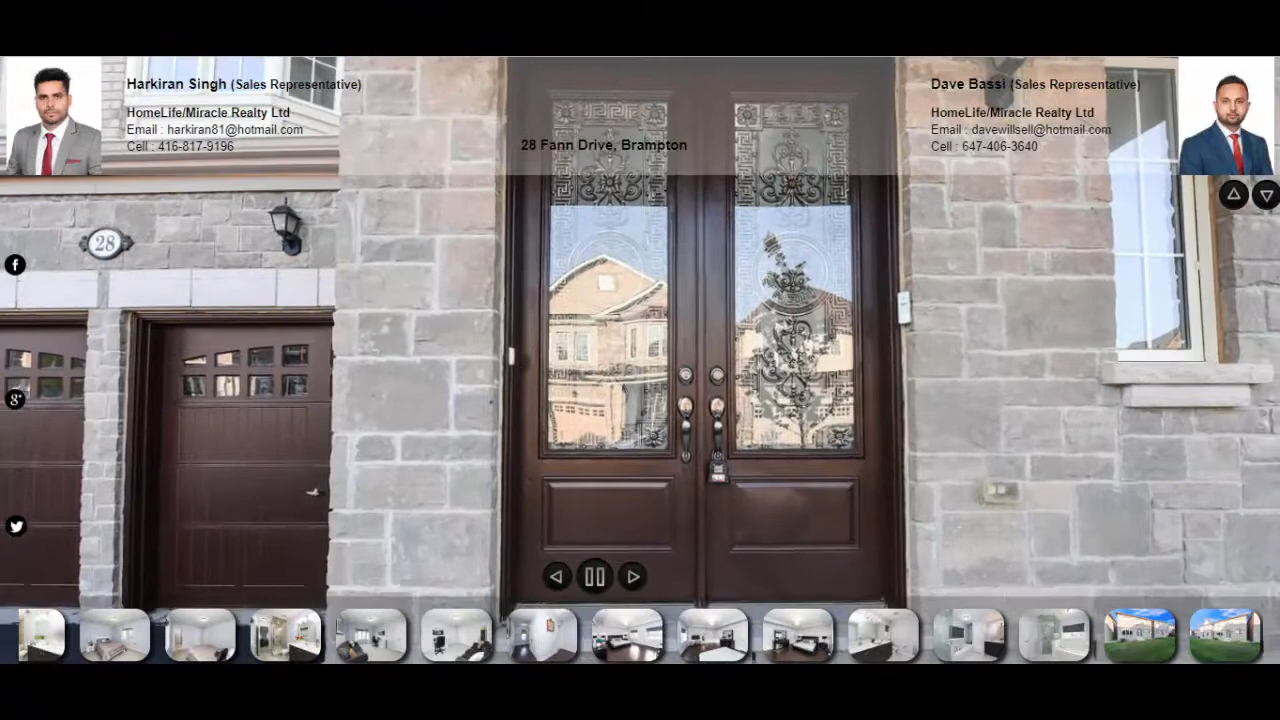 Harkiran Singh (Sales Representative)
HomeLife/Miracle Realty Ltd
Email : harkiran81@hotmail.com
Cell : 416-817-9196
28 Fann Drive, Brampton
Dave Bassi (Sales Representative)
HomeLife/Miracle Realty Ltd
Email : davewillsell@hotmail.com
Cell : 647-406-3640
28
f
g+